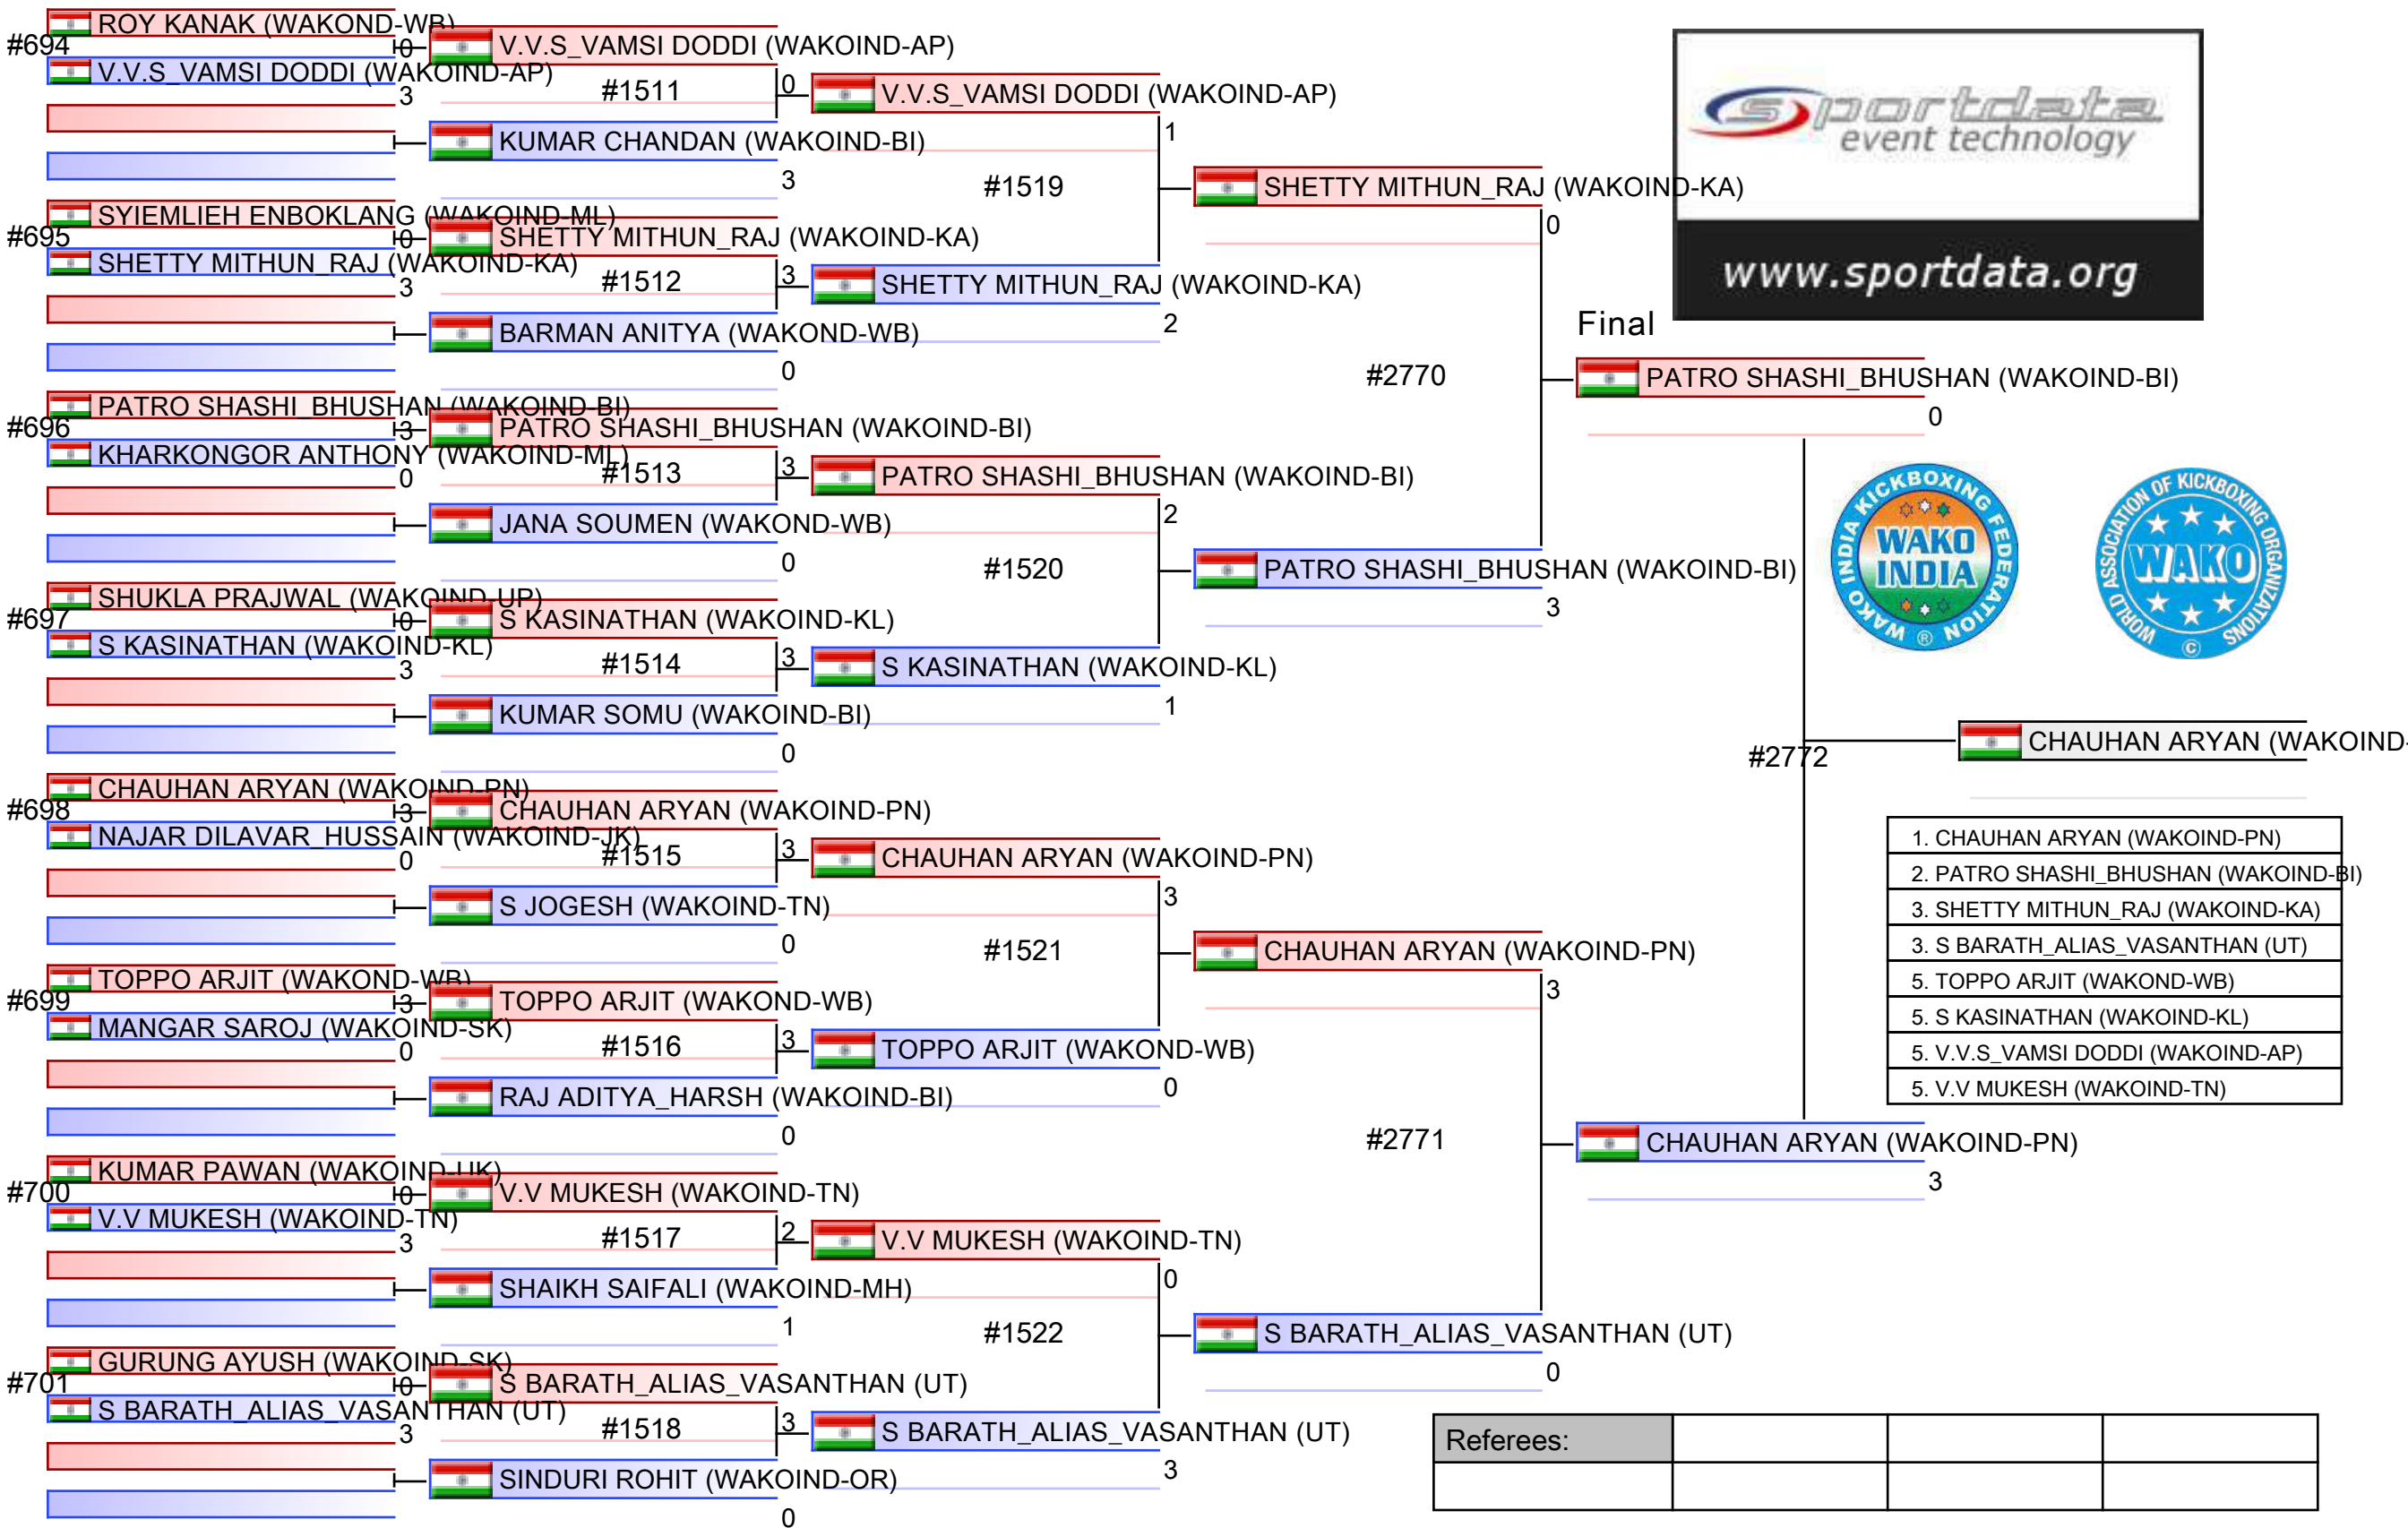 ROY KANAK (WAKOND-WB)
#694
0
V.V.S_VAMSI DODDI (WAKOIND-AP)
3
V.V.S_VAMSI DODDI (WAKOIND-AP)
#1511
0
KUMAR CHANDAN (WAKOIND-BI)
3
SYIEMLIEH ENBOKLANG (WAKOIND-ML)
#695
0
SHETTY MITHUN_RAJ (WAKOIND-KA)
3
SHETTY MITHUN_RAJ (WAKOIND-KA)
#1512
3
BARMAN ANITYA (WAKOND-WB)
0
PATRO SHASHI_BHUSHAN (WAKOIND-BI)
#696
3
KHARKONGOR ANTHONY (WAKOIND-ML)
0
PATRO SHASHI_BHUSHAN (WAKOIND-BI)
#1513
3
JANA SOUMEN (WAKOND-WB)
0
SHUKLA PRAJWAL (WAKOIND-UP)
#697
0
S KASINATHAN (WAKOIND-KL)
3
S KASINATHAN (WAKOIND-KL)
#1514
3
KUMAR SOMU (WAKOIND-BI)
0
CHAUHAN ARYAN (WAKOIND-PN)
#698
3
NAJAR DILAVAR_HUSSAIN (WAKOIND-JK)
0
CHAUHAN ARYAN (WAKOIND-PN)
#1515
3
S JOGESH (WAKOIND-TN)
0
TOPPO ARJIT (WAKOND-WB)
#699
3
MANGAR SAROJ (WAKOIND-SK)
0
TOPPO ARJIT (WAKOND-WB)
#1516
3
RAJ ADITYA_HARSH (WAKOIND-BI)
0
KUMAR PAWAN (WAKOIND-UK)
#700
0
V.V MUKESH (WAKOIND-TN)
3
V.V MUKESH (WAKOIND-TN)
#1517
2
SHAIKH SAIFALI (WAKOIND-MH)
1
GURUNG AYUSH (WAKOIND-SK)
#701
0
S BARATH_ALIAS_VASANTHAN (UT)
3
S BARATH_ALIAS_VASANTHAN (UT)
#1518
3
SINDURI ROHIT (WAKOIND-OR)
0
V.V.S_VAMSI DODDI (WAKOIND-AP)
1
#1519
SHETTY MITHUN_RAJ (WAKOIND-KA)
2
PATRO SHASHI_BHUSHAN (WAKOIND-BI)
2
#1520
S KASINATHAN (WAKOIND-KL)
1
CHAUHAN ARYAN (WAKOIND-PN)
3
#1521
TOPPO ARJIT (WAKOND-WB)
0
V.V MUKESH (WAKOIND-TN)
0
#1522
S BARATH_ALIAS_VASANTHAN (UT)
3
SHETTY MITHUN_RAJ (WAKOIND-KA)
0
#2770
PATRO SHASHI_BHUSHAN (WAKOIND-BI)
3
CHAUHAN ARYAN (WAKOIND-PN)
3
#2771
S BARATH_ALIAS_VASANTHAN (UT)
0
Final
PATRO SHASHI_BHUSHAN (WAKOIND-BI)
0
#2772
CHAUHAN ARYAN (WAKOIND-PN)
3
CHAUHAN ARYAN (WAKOIND-
sportdata
event technology
www.sportdata.org
WAKO INDIA KICKBOXING FEDERATION
WAKO
INDIA
®
WORLD ASSOCIATION OF KICKBOXING ORGANIZATIONS
WAKO
©
1. CHAUHAN ARYAN (WAKOIND-PN)
2. PATRO SHASHI_BHUSHAN (WAKOIND-BI)
3. SHETTY MITHUN_RAJ (WAKOIND-KA)
3. S BARATH_ALIAS_VASANTHAN (UT)
5. TOPPO ARJIT (WAKOND-WB)
5. S KASINATHAN (WAKOIND-KL)
5. V.V.S_VAMSI DODDI (WAKOIND-AP)
5. V.V MUKESH (WAKOIND-TN)
Referees: